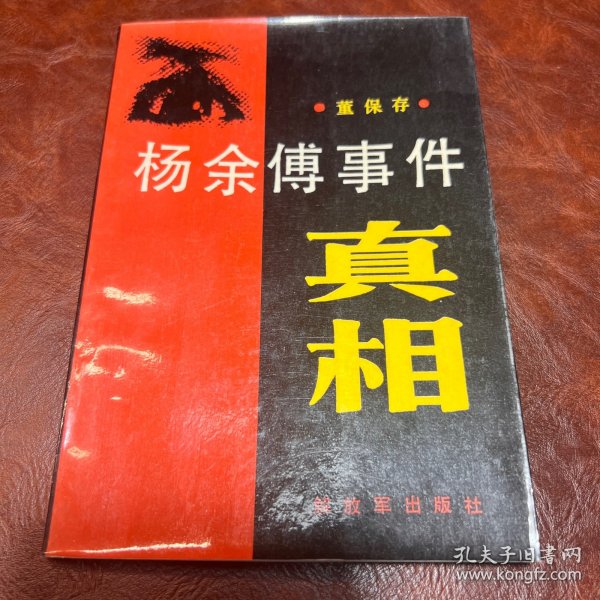 •董保存•
杨余傅事件
真
相
解放军出版社
孔夫子旧书网
www.kongfz.com